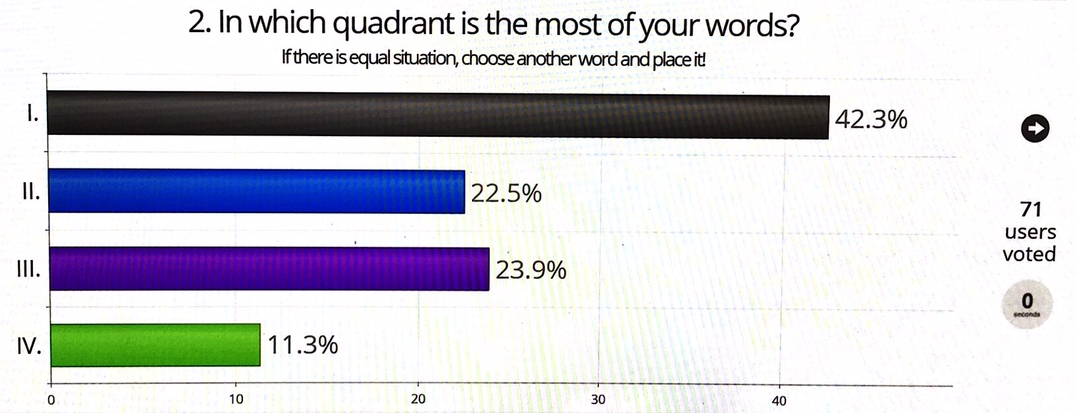 2. In which quadrant is the most of your words?
If there is equal situation, choose another word and place it!
I.
42.3%
II.
22.5%
III.
23.9%
IV.
11.3%
0 10 20 30 40
71
users
voted
0
seconds